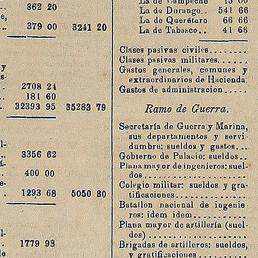 362 20
379 00 3241 20
y
s
2708 24
181 60
32393 95 35283 79
3356 62
400 00
1293 68 5050 30
1779 93
La de Durango. 541 66
La de Querétaro 66 66
La de Tabasco.. 41 66
Clases pasivas civiles
Clases pasivas militares
Gastos generales, comunes y
extraordinarios de Hacienda.
Gastos de administracion
Ramo de Guerra.
Secretaría de Guerra y Marina,
sus departamentos y servi-
dumbre; sueldos y gastos..
Gobierno de Palacio; sueldos...
Plana mayor de ingenieros; suel-
dos
Colegio militar: sueldos y gra-
tificaciones
Batallon nacional de ingenie-
ros: idem idem
Plana mayor de artillería (suel-
dos)
Brigadas de artilleros: sueldos,
y gratificaciones